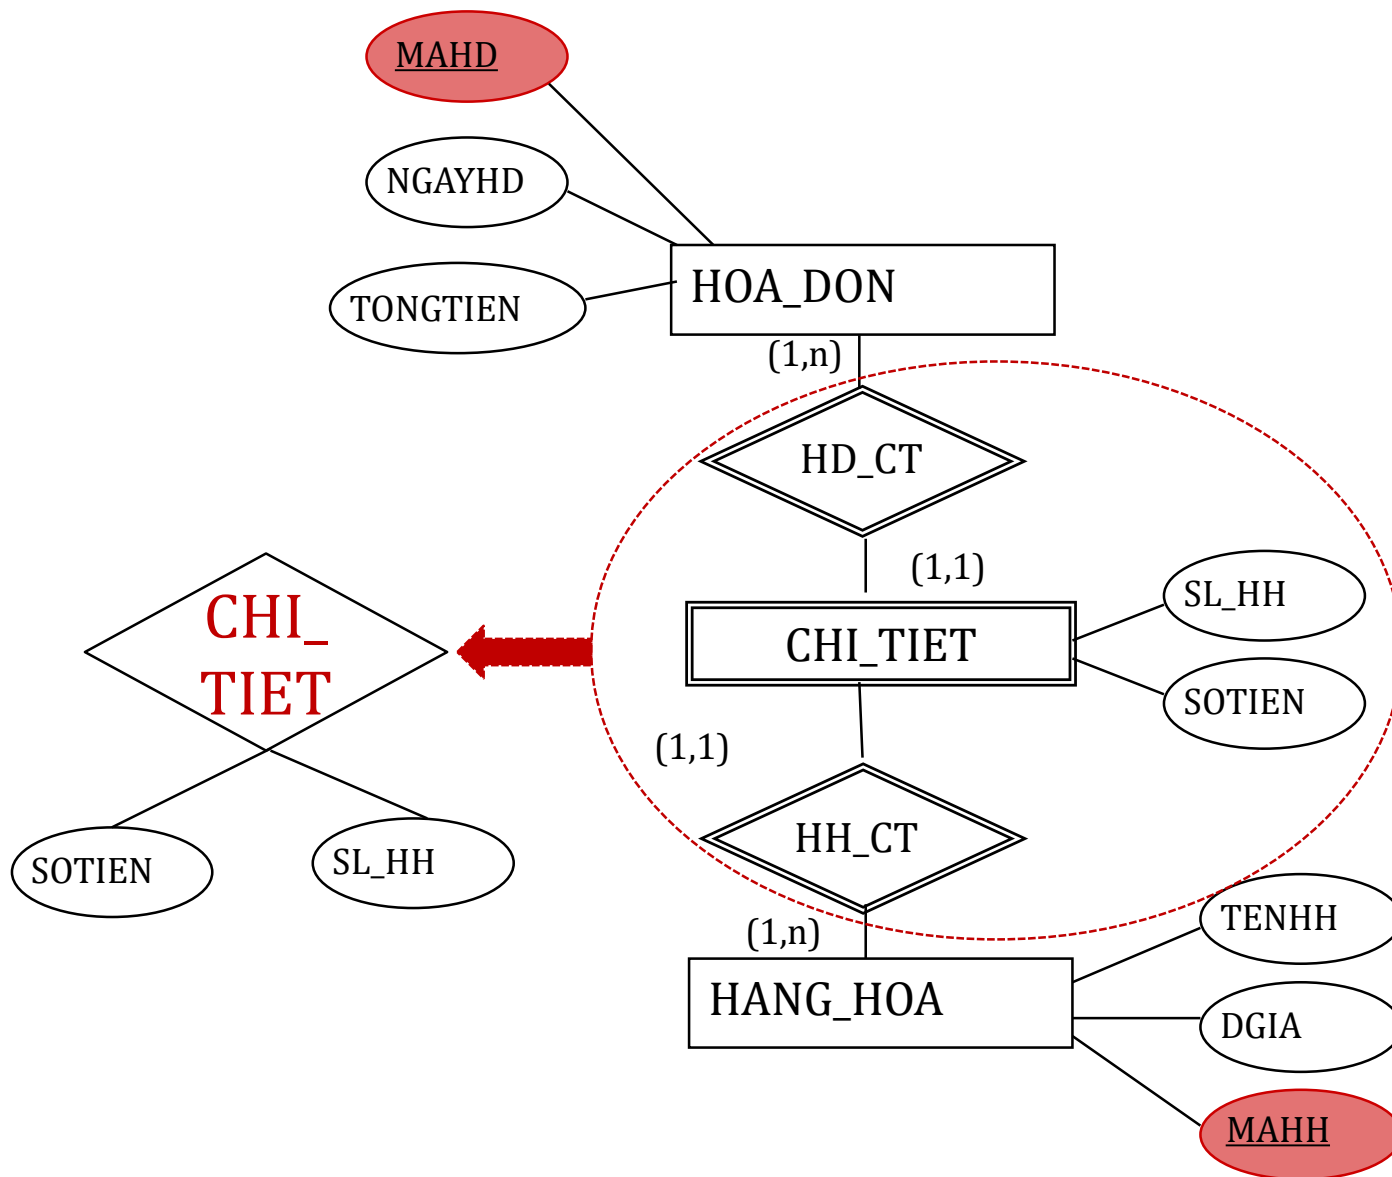 MAHD
NGAYHD
TONGTIEN
HOA_DON
(1,n)
HD_CT
(1,1)
SL_HH
CHI_TIET
SOTIEN
CHI_
TIET
(1,1)
HH_CT
SOTIEN
SL_HH
(1,n)
TENHH
HANG_HOA
DGIA
MAHH